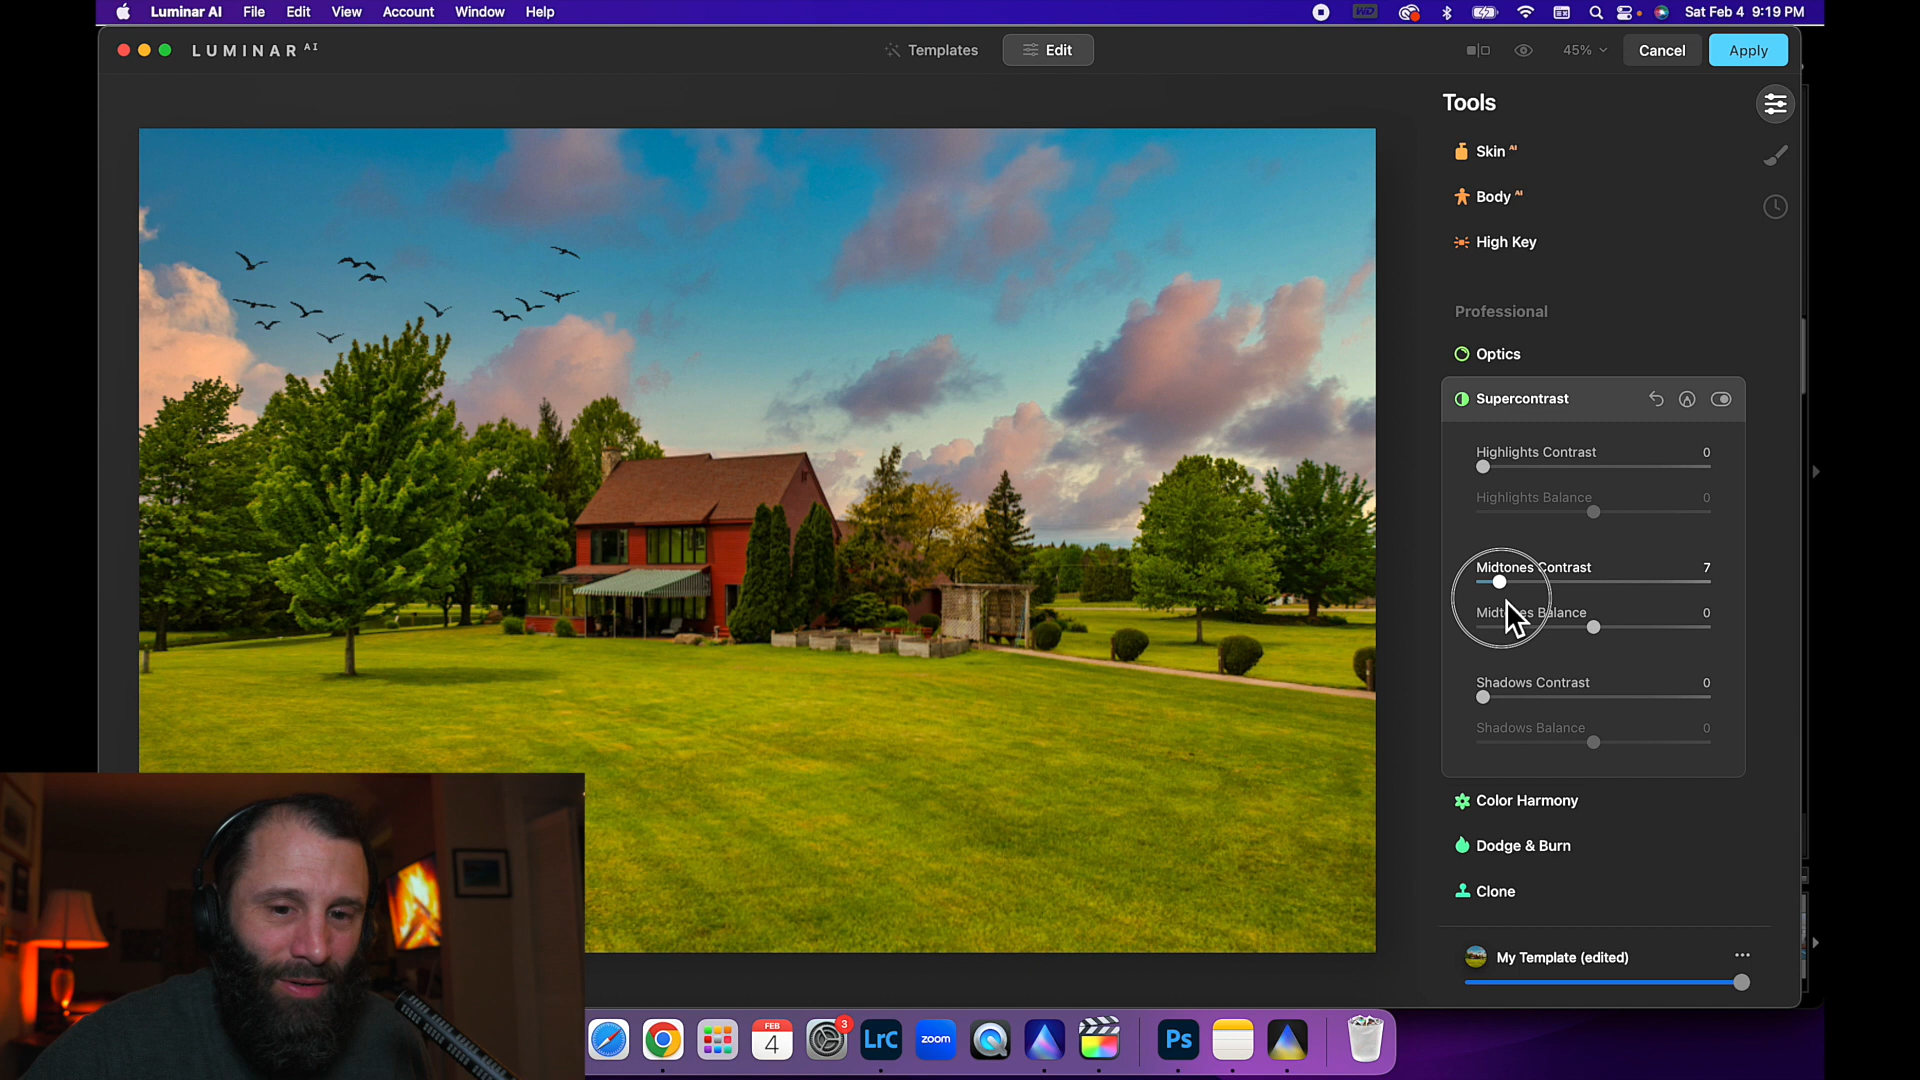 Luminar AI File Edit View Account Window Help
WD
Sat Feb 4 9:19 PM
LUMINAR AI
Templates
Edit
45%
Cancel
Apply
Tools
Skin AI
Body AI
High Key
Professional
Optics
Supercontrast
Highlights Contrast 0
Highlights Balance 0
Midtones Contrast 7
Midtones Balance 0
Shadows Contrast 0
Shadows Balance 0
Color Harmony
Dodge & Burn
Clone
My Template (edited)
FEB
4
3
LrC
zoom
Ps